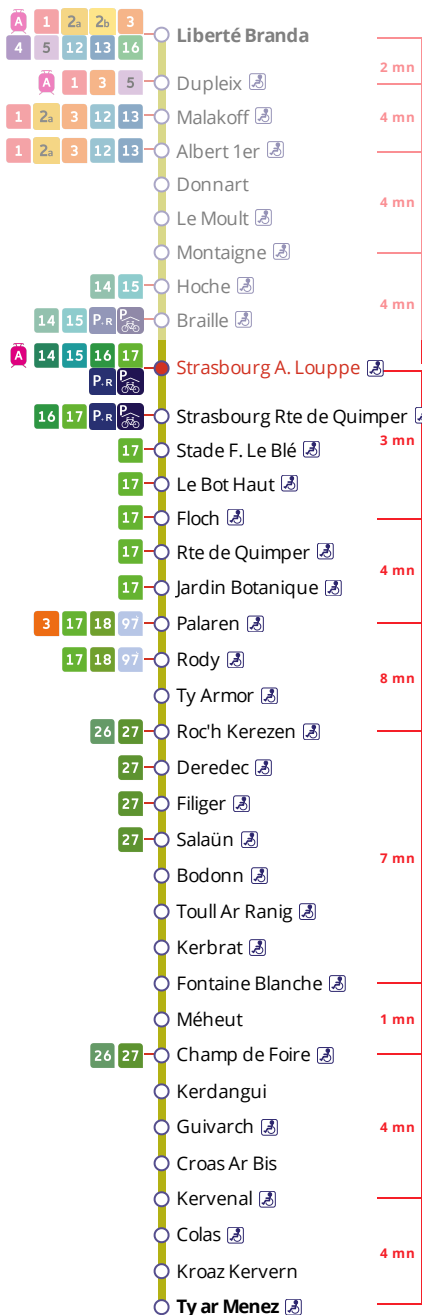 A 1 2a 2b 3
4 5 12 13 16
Liberté Branda
2 mn
A 1 3 5 Dupleix
1 2a 3 12 13 Malakoff
4 mn
1 2a 3 12 13 Albert 1er
Donnart
4 mn
Le Moult
Montaigne
14 15 Hoche
4 mn
14 15 P.R P Braille
A 14 15 16 17
P.R P
Strasbourg A. Louppe
16 17 P.R P Strasbourg Rte de Quimper
3 mn
17 Stade F. Le Blé
17 Le Bot Haut
17 Floch
17 Rte de Quimper
4 mn
17 Jardin Botanique
3 17 18 97 Palaren
17 18 97 Rody
8 mn
Ty Armor
26 27 Roc'h Kerezen
27 Deredec
27 Filiger
27 Salaün
7 mn
Bodonn
Toull Ar Ranig
Kerbrat
Fontaine Blanche
Méheut
1 mn
26 27 Champ de Foire
Kerdangui
Guivarch
4 mn
Croas Ar Bis
Kervenal
Colas
4 mn
Kroaz Kervern
Ty ar Menez